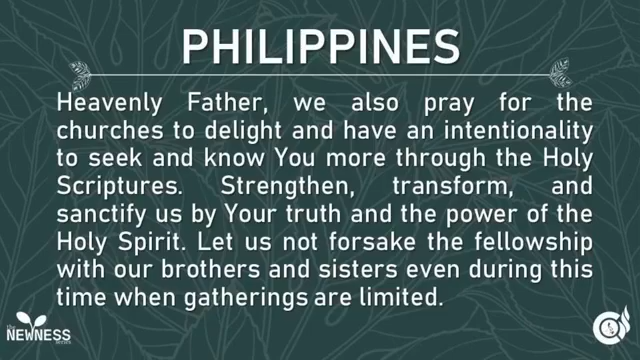 PHILIPPINES
Heavenly Father, we also pray for the
churches to delight and have an intentionality
to seek and know You more through the Holy
Scriptures. Strengthen, transform, and
sanctify us by Your truth and the power of the
Holy Spirit. Let us not forsake the fellowship
with our brothers and sisters even during this
time when gatherings are limited.
the
NEWNESS
series